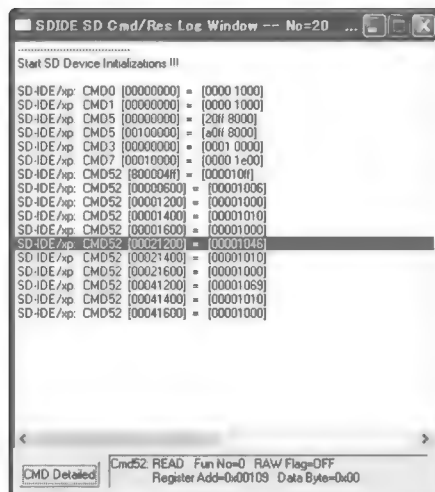 SDIDE SD Cmd/Res Log Window -- No=20 ...
Start SD Device Initializations !!!
SD-IDE/xp: CMD0 [00000000] = [0000 1000]
SD-IDE/xp: CMD1 [00000000] = [0000 1000]
SD-IDE/xp: CMD5 [00000000] = [20ff 8000]
SD-IDE/xp: CMD5 [00100000] = [a0ff 8000]
SD-IDE/xp: CMD3 [00000000] = [0001 0000]
SD-IDE/xp: CMD7 [00010000] = [0000 1e00]
SD-IDE/xp: CMD52 [800004ff] = [000010ff]
SD-IDE/xp: CMD52 [00000600] = [00001006]
SD-IDE/xp: CMD52 [00001200] = [00001000]
SD-IDE/xp: CMD52 [00001400] = [00001010]
SD-IDE/xp: CMD52 [00001600] = [00001000]
SD-IDE/xp: CMD52 [00021200] = [00001046]
SD-IDE/xp: CMD52 [00021400] = [00001010]
SD-IDE/xp: CMD52 [00021600] = [00001000]
SD-IDE/xp: CMD52 [00041200] = [00001069]
SD-IDE/xp: CMD52 [00041400] = [00001010]
SD-IDE/xp: CMD52 [00041600] = [00001000]
CMD Detailed
Cmd52: READ Fun No=0 RAW Flag=OFF
Register Add=0x00109 Data Byte=0x00